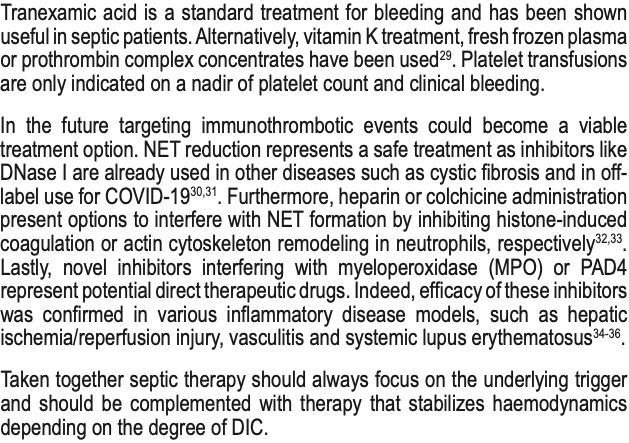 Tranexamic acid is a standard treatment for bleeding and has been shown
useful in septic patients. Alternatively, vitamin K treatment, fresh frozen plasma
or prothrombin complex concentrates have been used29. Platelet transfusions
are only indicated on a nadir of platelet count and clinical bleeding.
In the future targeting immunothrombotic events could become a viable
treatment option. NET reduction represents a safe treatment as inhibitors like
DNase I are already used in other diseases such as cystic fibrosis and in off-
label use for COVID-1930,31. Furthermore, heparin or colchicine administration
present options to interfere with NET formation by inhibiting histone-induced
coagulation or actin cytoskeleton remodeling in neutrophils, respectively32,33.
Lastly, novel inhibitors interfering with myeloperoxidase (MPO) or PAD4
represent potential direct therapeutic drugs. Indeed, efficacy of these inhibitors
was confirmed in various inflammatory disease models, such as hepatic
ischemia/reperfusion injury, vasculitis and systemic lupus erythematosus34-36.
Taken together septic therapy should always focus on the underlying trigger
and should be complemented with therapy that stabilizes haemodynamics
depending on the degree of DIC.